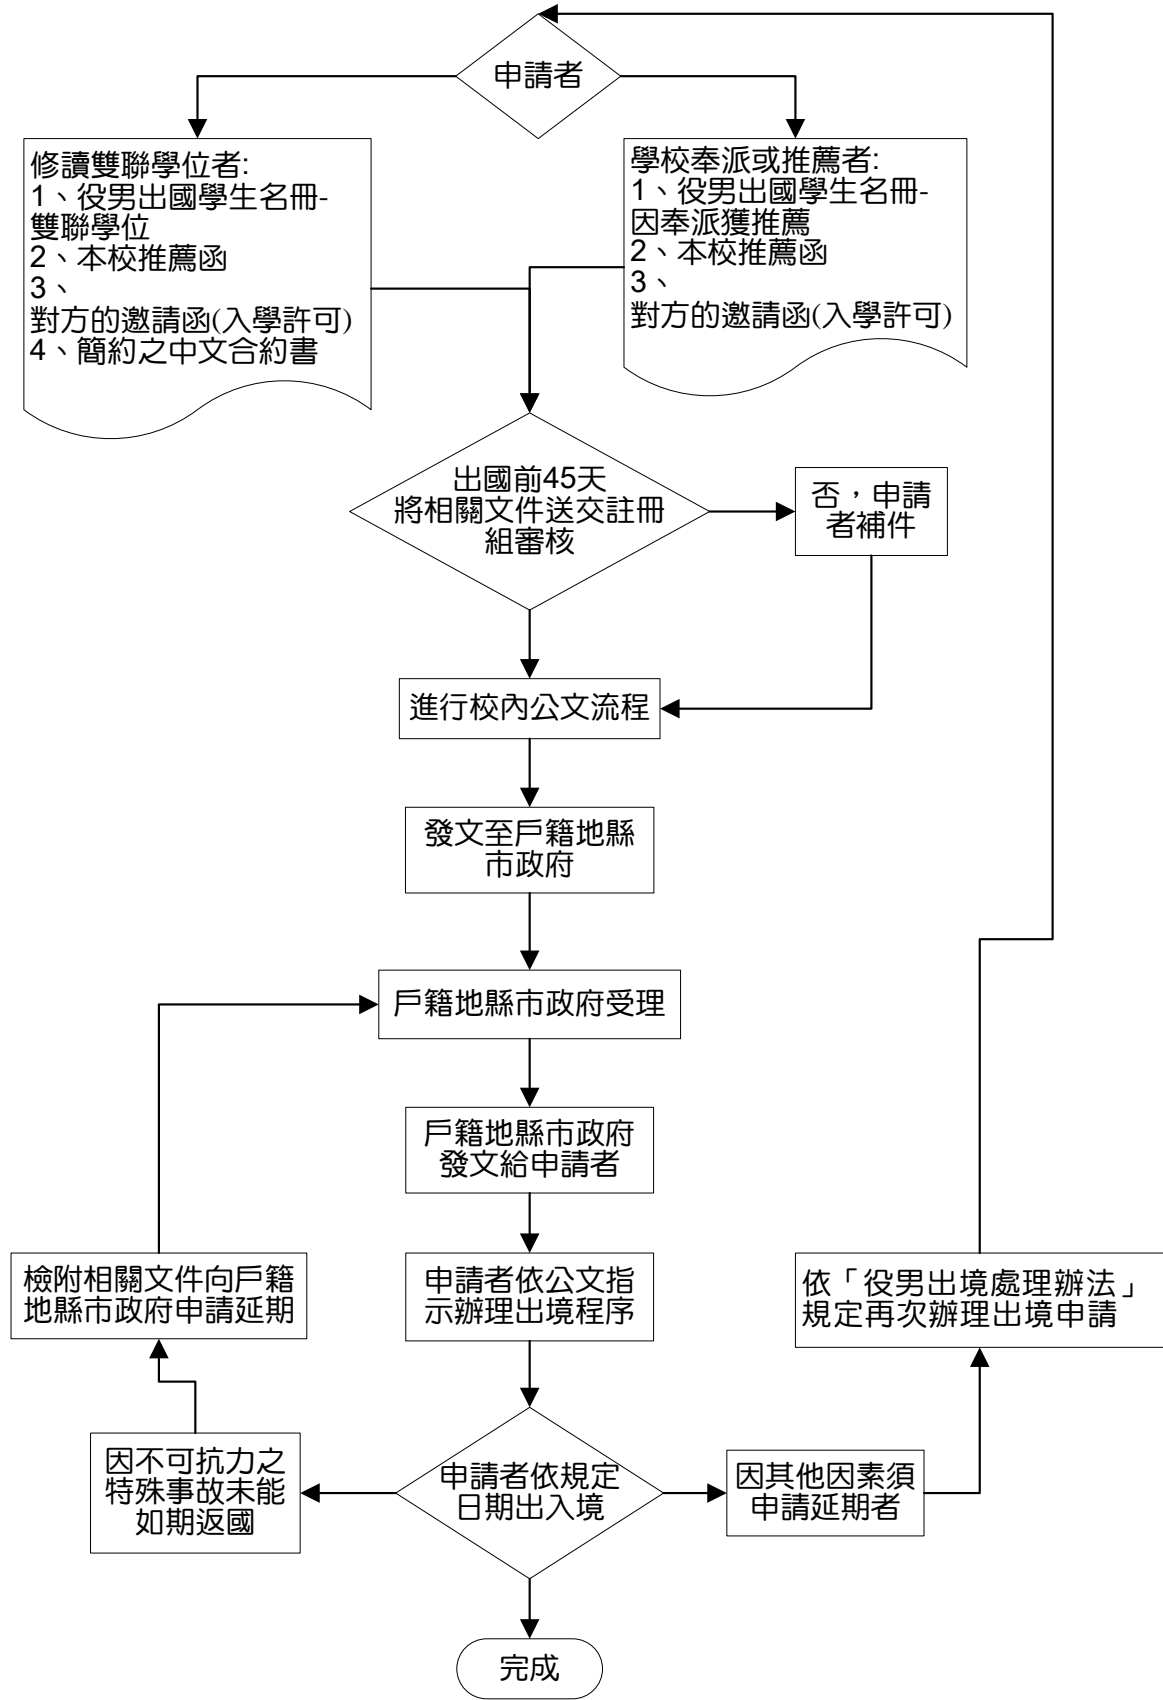 申請者
修讀雙聯學位者:
1、役男出國學生名冊-
雙聯學位
2、本校推薦函
3、
對方的邀請函(入學許可)
4、簡約之中文合約書
學校奉派或推薦者:
1、役男出國學生名冊-
因奉派獲推薦
2、本校推薦函
3、
對方的邀請函(入學許可)
出國前45天
將相關文件送交註冊
組審核
否，申請
者補件
進行校內公文流程
發文至戶籍地縣
市政府
戶籍地縣市政府受理
戶籍地縣市政府
發文給申請者
檢附相關文件向戶籍
地縣市政府申請延期
申請者依公文指
示辦理出境程序
依「役男出境處理辦法」
規定再次辦理出境申請
因不可抗力之
特殊事故未能
如期返國
申請者依規定
日期出入境
因其他因素須
申請延期者
完成